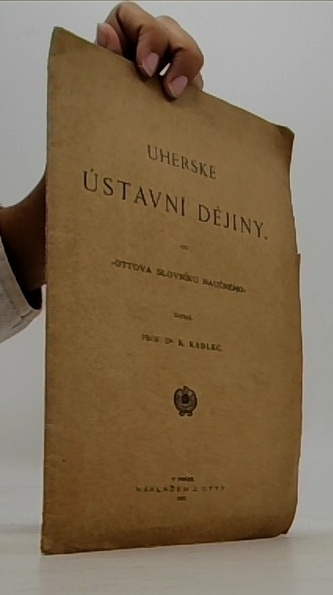 UHERSKÉ
ÚSTAVNÍ DĚJINY.
»OTTOVA SLOVNÍKU NAUČNÉHO«
PROF. Dr. K. KADLEC.
V PRAZE.
NÁKLADEM J. OTTY